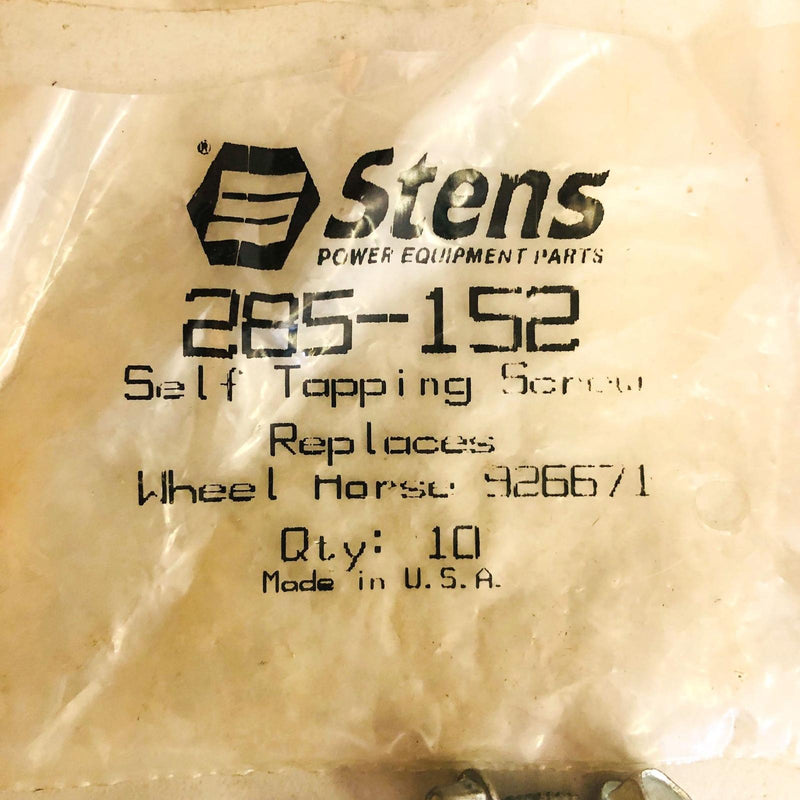 ®
Stens
POWER EQUIPMENT PARTS
285-152
Self Tapping Screw
Replaces
Wheel Horse 926671
Qty: 10
Made in U.S.A.